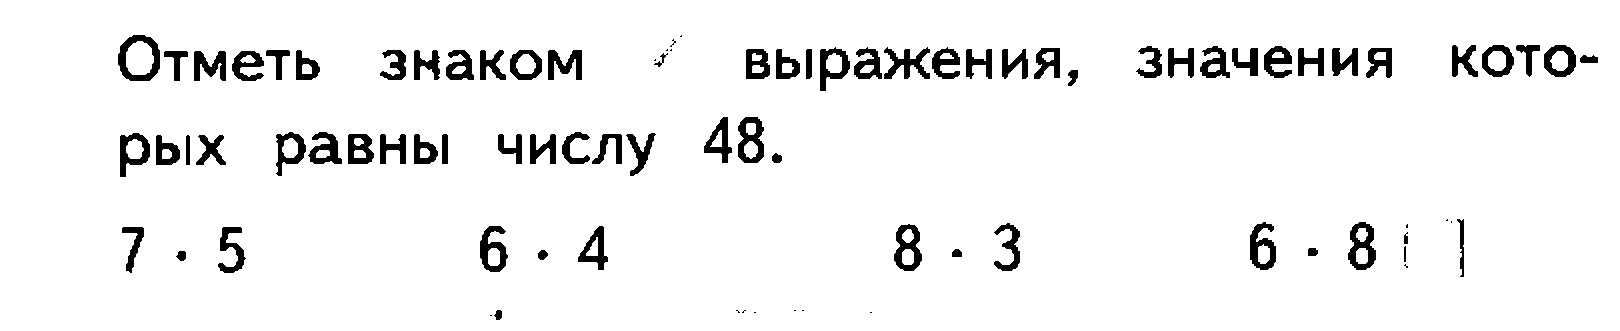 Отметь знаком ✓ выражения, значения кото-
рых равны числу 48.
7 · 5 6 · 4 8 · 3 6 · 8